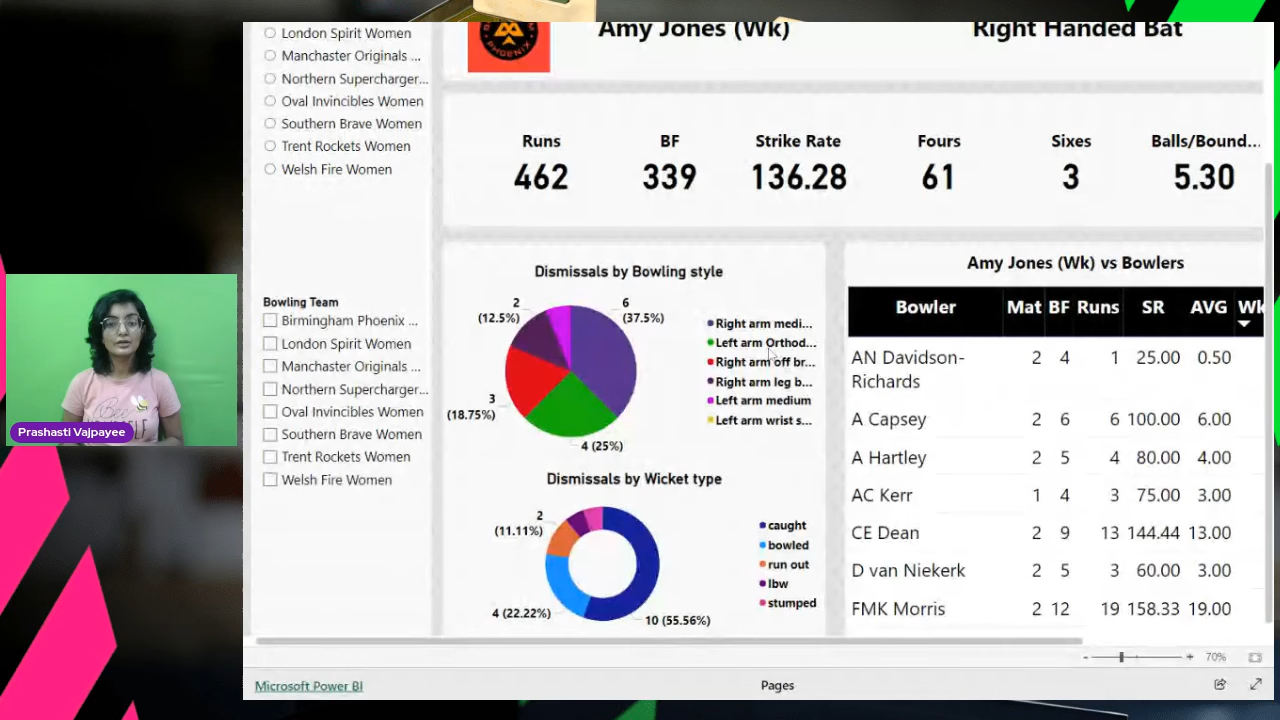 London Spirit Women
Manchaster Originals ...
Northern Supercharger...
Oval Invincibles Women
Southern Brave Women
Trent Rockets Women
Welsh Fire Women
Bowling Team
Birmingham Phoenix ...
London Spirit Women
Manchaster Originals ...
Northern Supercharger...
Oval Invincibles Women
Southern Brave Women
Trent Rockets Women
Welsh Fire Women
Prashasti Vajpayee
PHOENIX
Amy Jones (Wk)
Right Handed Bat
Runs BF Strike Rate Fours Sixes Balls/Bound...
462 339 136.28 61 3 5.30
Dismissals by Bowling style
2
(12.5%)
6
(37.5%)
3
(18.75%)
4 (25%)
Right arm medi...
Left arm Orthod...
Right arm off br...
Right arm leg b...
Left arm medium
Left arm wrist s...
Dismissals by Wicket type
2
(11.11%)
4 (22.22%)
10 (55.56%)
caught
bowled
run out
lbw
stumped
Amy Jones (Wk) vs Bowlers
Bowler Mat BF Runs SR AVG Wk
AN Davidson- 2 4 1 25.00 0.50
Richards
A Capsey 2 6 6 100.00 6.00
A Hartley 2 5 4 80.00 4.00
AC Kerr 1 4 3 75.00 3.00
CE Dean 2 9 13 144.44 13.00
D van Niekerk 2 5 3 60.00 3.00
FMK Morris 2 12 19 158.33 19.00
- + 70%
Microsoft Power BI
Pages